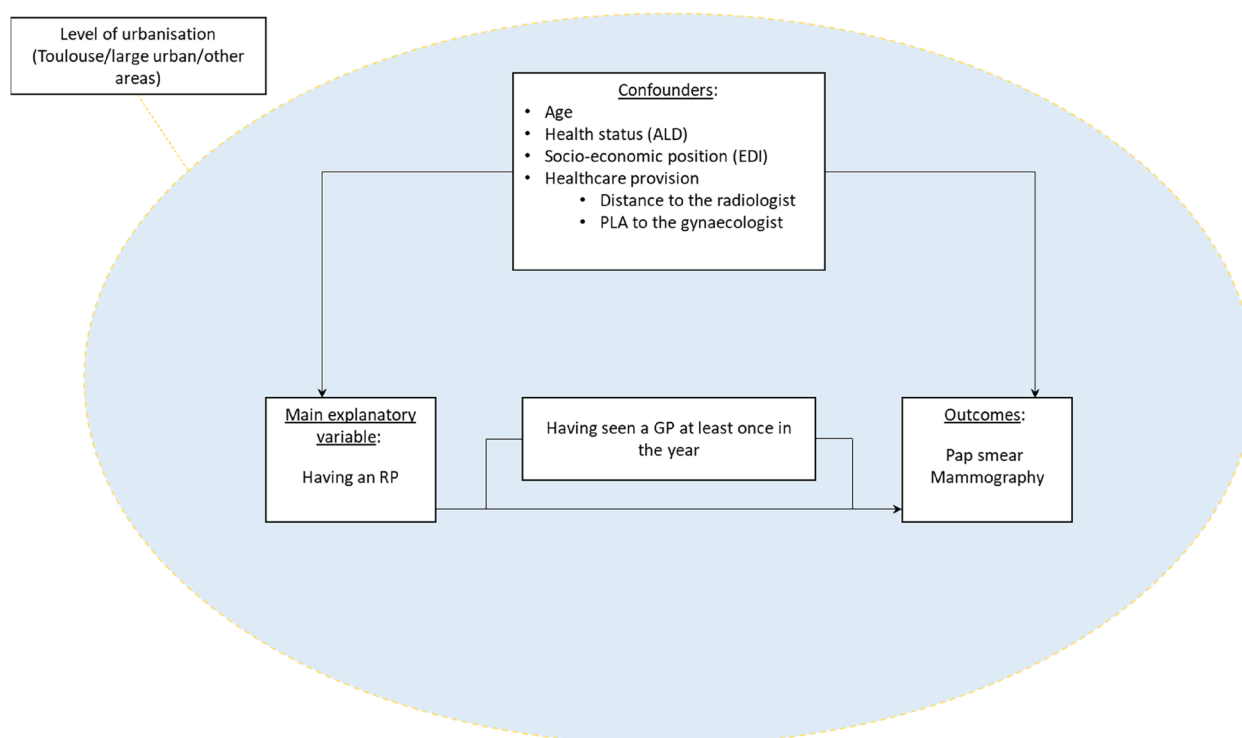 Level of urbanisation
(Toulouse/large urban/other
areas)
Confounders:
• Age
• Health status (ALD)
• Socio-economic position (EDI)
• Healthcare provision
• Distance to the radiologist
• PLA to the gynaecologist
Main explanatory
variable:
Having an RP
Having seen a GP at least once in
the year
Outcomes:
Pap smear
Mammography